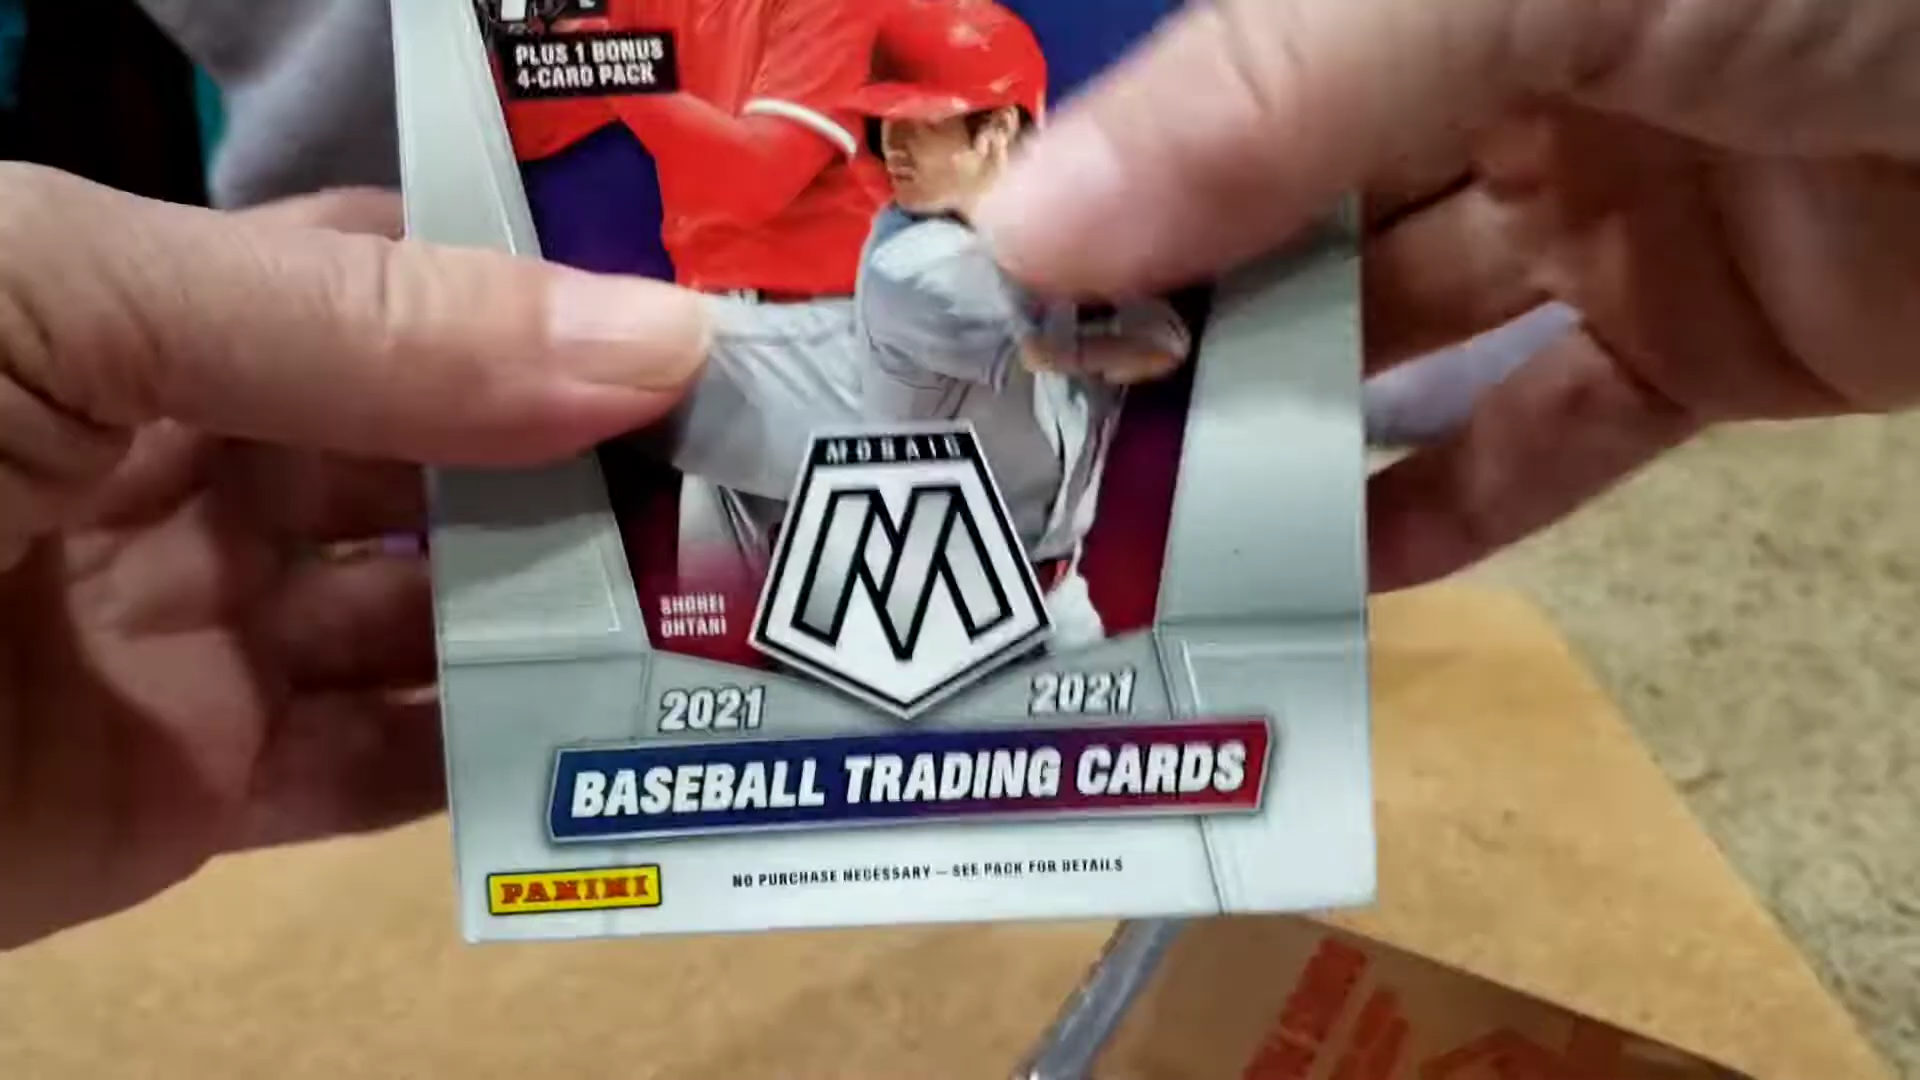 PLUS 1 BONUS
4-CARD PACK
MOSAIC
SHOHEI
OHTANI
2021
2021
BASEBALL TRADING CARDS
PANINI
NO PURCHASE NECESSARY – SEE PACK FOR DETAILS